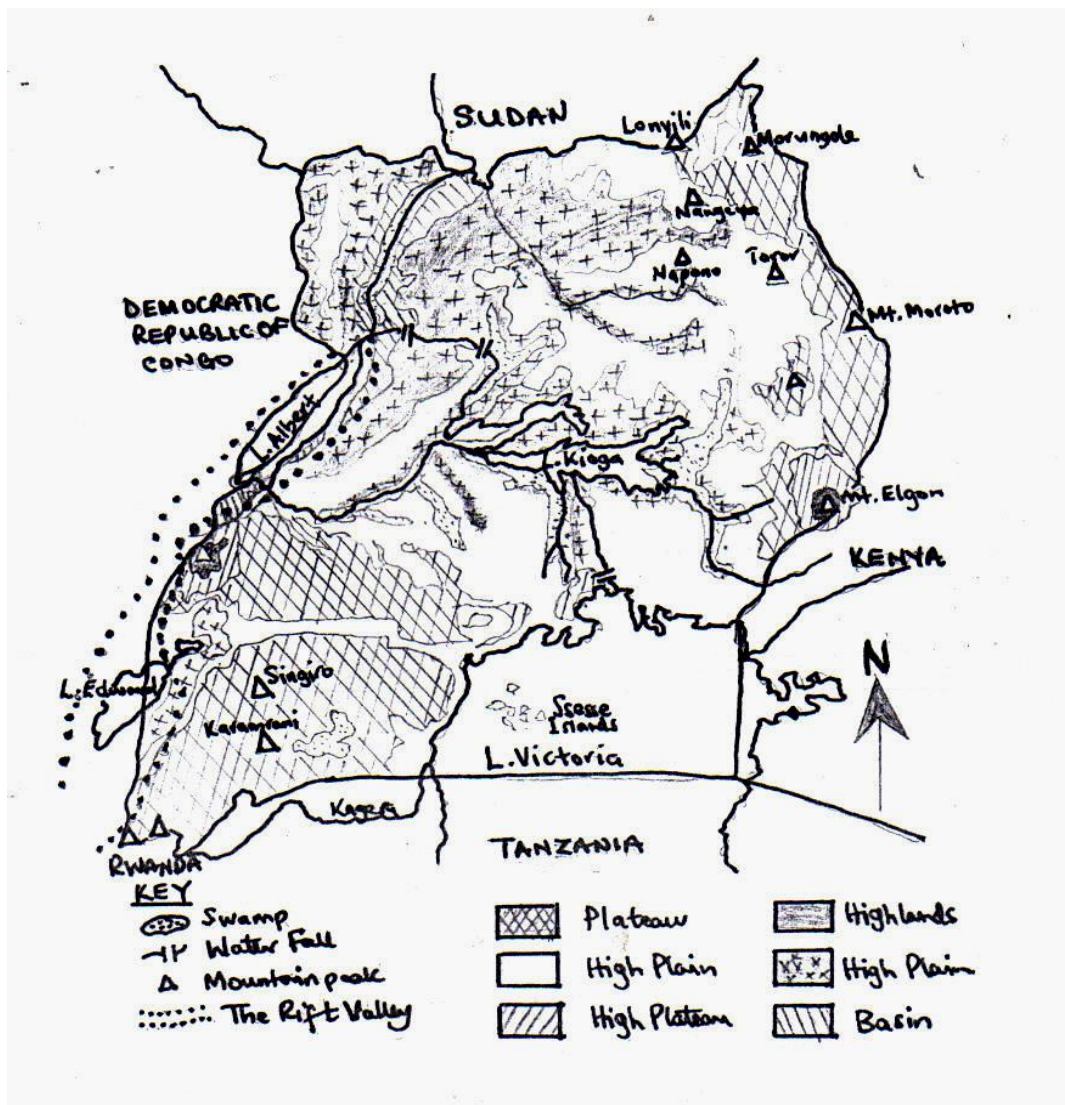 SUDAN
Lonyili
Morungole
Nangeya
Napono
Toror
Mt. Moroto
DEMOCRATIC
REPUBLIC OF
CONGO
L. Albert
L. Kioga
Mt. Elgon
KENYA
N
L. Edward
Singiro
Karamrani
Ssese
Islands
L. Victoria
Kagera
TANZANIA
RWANDA
KEY
Swamp
Water Fall
Mountain peak
The Rift Valley
Plateau
High Plain
High Plateau
Highlands
High Plain
Basin